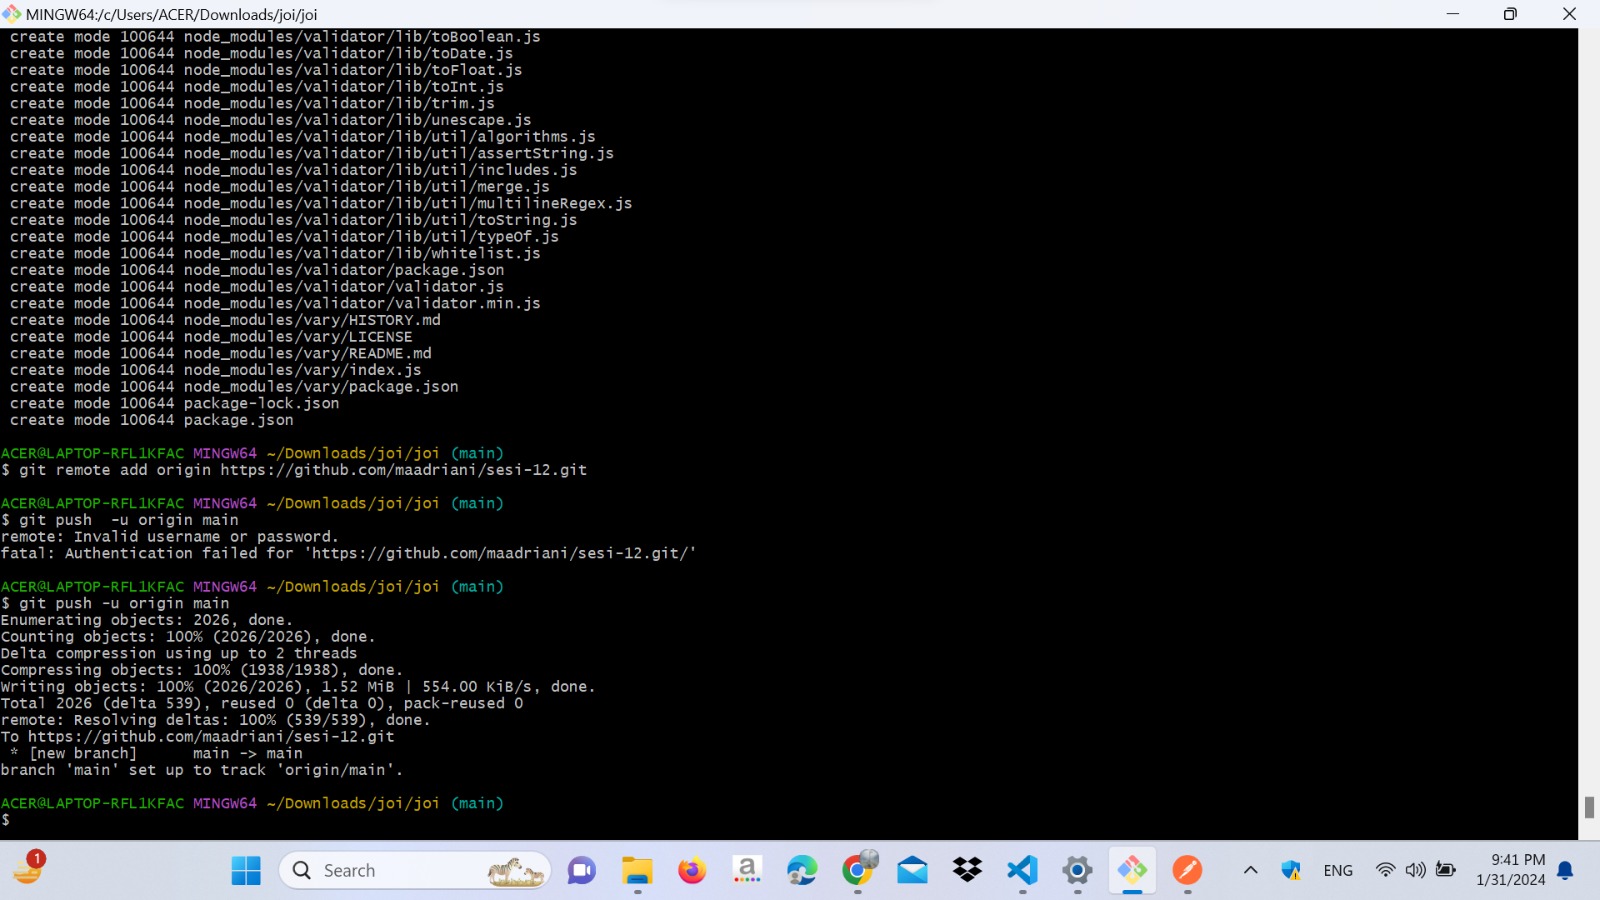 MINGW64:/c/Users/ACER/Downloads/joi/joi
create mode 100644 node_modules/validator/lib/toBoolean.js
create mode 100644 node_modules/validator/lib/toDate.js
create mode 100644 node_modules/validator/lib/toFloat.js
create mode 100644 node_modules/validator/lib/toInt.js
create mode 100644 node_modules/validator/lib/trim.js
create mode 100644 node_modules/validator/lib/unescape.js
create mode 100644 node_modules/validator/lib/util/algorithms.js
create mode 100644 node_modules/validator/lib/util/assertString.js
create mode 100644 node_modules/validator/lib/util/includes.js
create mode 100644 node_modules/validator/lib/util/merge.js
create mode 100644 node_modules/validator/lib/util/multilineRegex.js
create mode 100644 node_modules/validator/lib/util/toString.js
create mode 100644 node_modules/validator/lib/util/typeOf.js
create mode 100644 node_modules/validator/lib/whitelist.js
create mode 100644 node_modules/validator/package.json
create mode 100644 node_modules/validator/validator.js
create mode 100644 node_modules/validator/validator.min.js
create mode 100644 node_modules/vary/HISTORY.md
create mode 100644 node_modules/vary/LICENSE
create mode 100644 node_modules/vary/README.md
create mode 100644 node_modules/vary/index.js
create mode 100644 node_modules/vary/package.json
create mode 100644 package-lock.json
create mode 100644 package.json
ACER@LAPTOP-RFL1KFAC MINGW64 ~/Downloads/joi/joi (main)
$ git remote add origin https://github.com/maadriani/sesi-12.git
ACER@LAPTOP-RFL1KFAC MINGW64 ~/Downloads/joi/joi (main)
$ git push  -u origin main
remote: Invalid username or password.
fatal: Authentication failed for 'https://github.com/maadriani/sesi-12.git/'
ACER@LAPTOP-RFL1KFAC MINGW64 ~/Downloads/joi/joi (main)
$ git push -u origin main
Enumerating objects: 2026, done.
Counting objects: 100% (2026/2026), done.
Delta compression using up to 2 threads
Compressing objects: 100% (1938/1938), done.
Writing objects: 100% (2026/2026), 1.52 MiB | 554.00 KiB/s, done.
Total 2026 (delta 539), reused 0 (delta 0), pack-reused 0
remote: Resolving deltas: 100% (539/539), done.
To https://github.com/maadriani/sesi-12.git
* [new branch]      main -> main
branch 'main' set up to track 'origin/main'.
ACER@LAPTOP-RFL1KFAC MINGW64 ~/Downloads/joi/joi (main)
$
1
Search
a
ENG
9:41 PM
1/31/2024